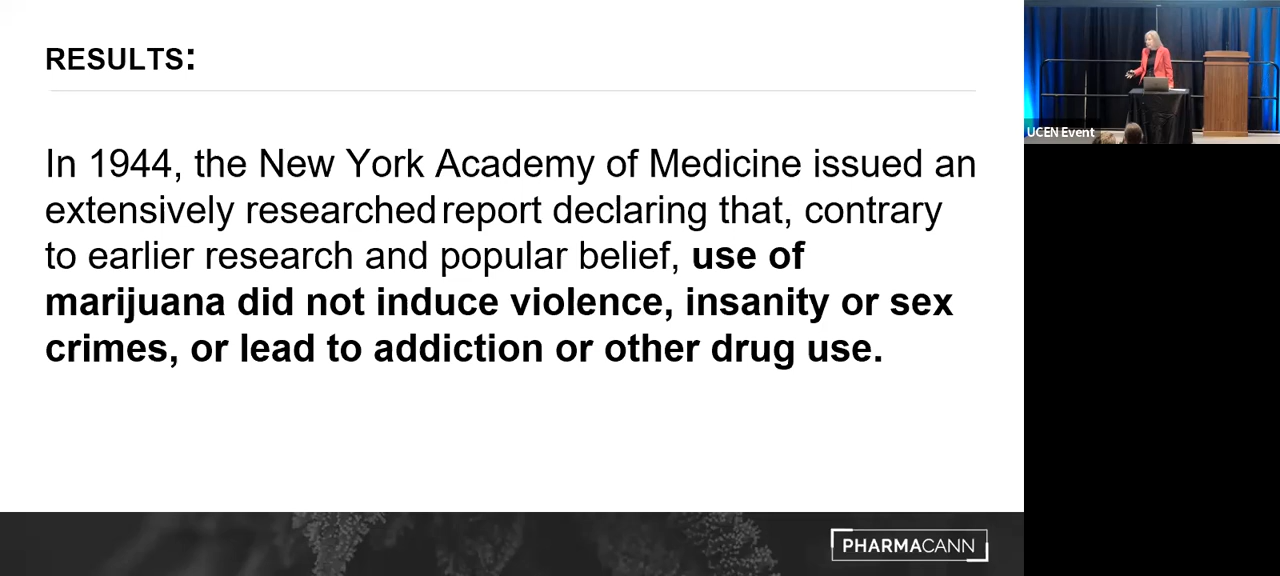 RESULTS:
In 1944, the New York Academy of Medicine issued an
extensively researched report declaring that, contrary
to earlier research and popular belief, use of
marijuana did not induce violence, insanity or sex
crimes, or lead to addiction or other drug use.
PHARMACANN
UCEN Event